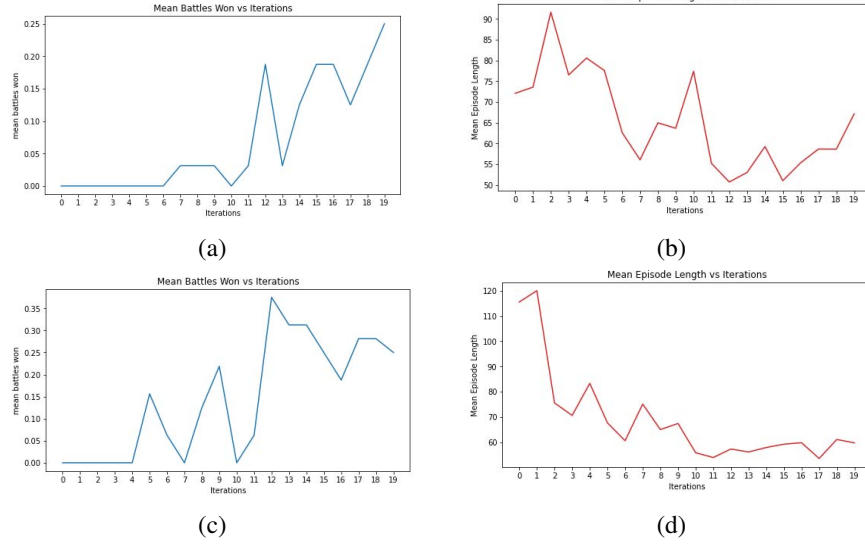 Mean Battles Won vs Iterations
mean battles won
0.25
0.20
0.15
0.10
0.05
0.00
0 1 2 3 4 5 6 7 8 9 10 11 12 13 14 15 16 17 18 19
Iterations
(a)
Mean Episode Length
90
85
80
75
70
65
60
55
50
0 1 2 3 4 5 6 7 8 9 10 11 12 13 14 15 16 17 18 19
Iterations
(b)
Mean Battles Won vs Iterations
mean battles won
0.35
0.30
0.25
0.20
0.15
0.10
0.05
0.00
0 1 2 3 4 5 6 7 8 9 10 11 12 13 14 15 16 17 18 19
Iterations
(c)
Mean Episode Length vs Iterations
Mean Episode Length
120
110
100
90
80
70
60
0 1 2 3 4 5 6 7 8 9 10 11 12 13 14 15 16 17 18 19
Iterations
(d)